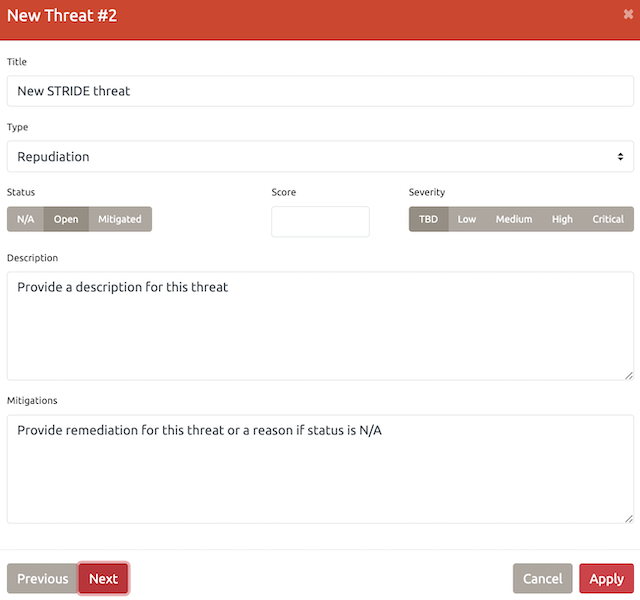 New Threat #2 ✖
Title
New STRIDE threat
Type
Repudiation
Status Score Severity
N/A Open Mitigated TBD Low Medium High Critical
Description
Provide a description for this threat
Mitigations
Provide remediation for this threat or a reason if status is N/A
Previous Next Cancel Apply